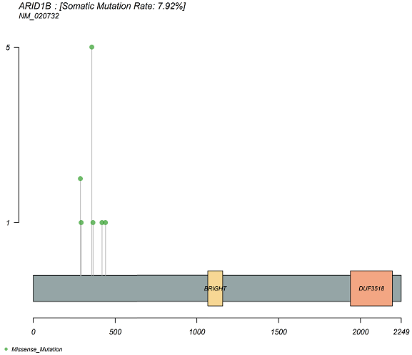 ARID1B : [Somatic Mutation Rate: 7.92%]
NM_020732
5
1
BRIGHT
DUF3518
0
500
1000
1500
2000
2249
Missense_Mutation